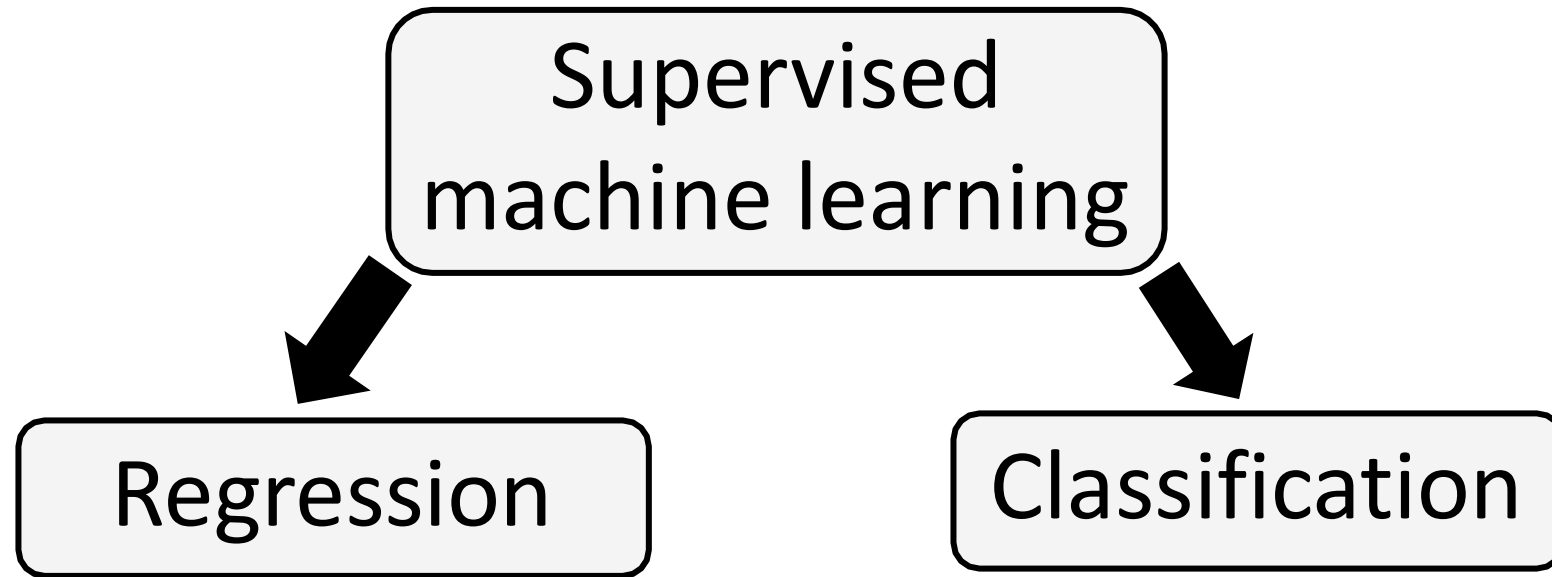 Supervised
machine learning
Regression
Classification